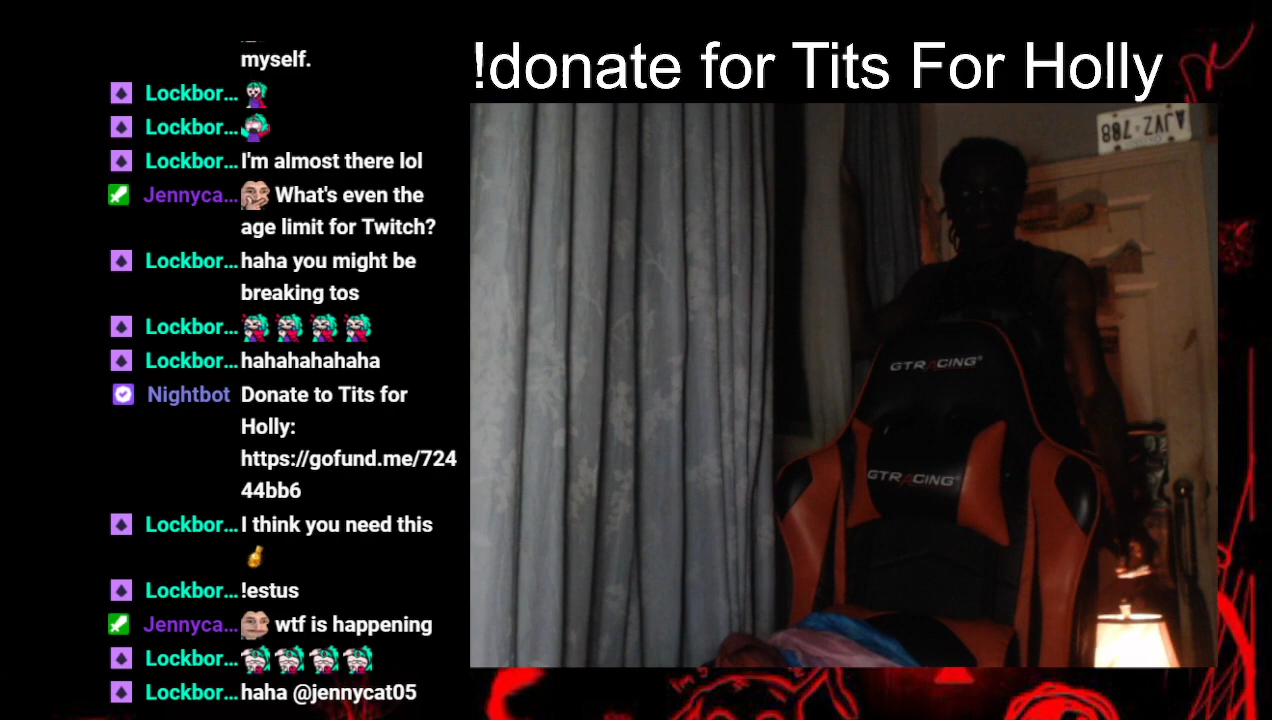 !donate for Tits For Holly
myself.
Lockbor...
Lockbor...
Lockbor... I'm almost there lol
Jennyca... What's even the
age limit for Twitch?
Lockbor... haha you might be
breaking tos
Lockbor...
Lockbor... hahahahahaha
Nightbot Donate to Tits for
Holly:
https://gofund.me/724
44bb6
Lockbor... I think you need this
Lockbor... !estus
Jennyca... wtf is happening
Lockbor...
Lockbor... haha @jennycat05
AJYZ 788
GTRACING
GTRACING